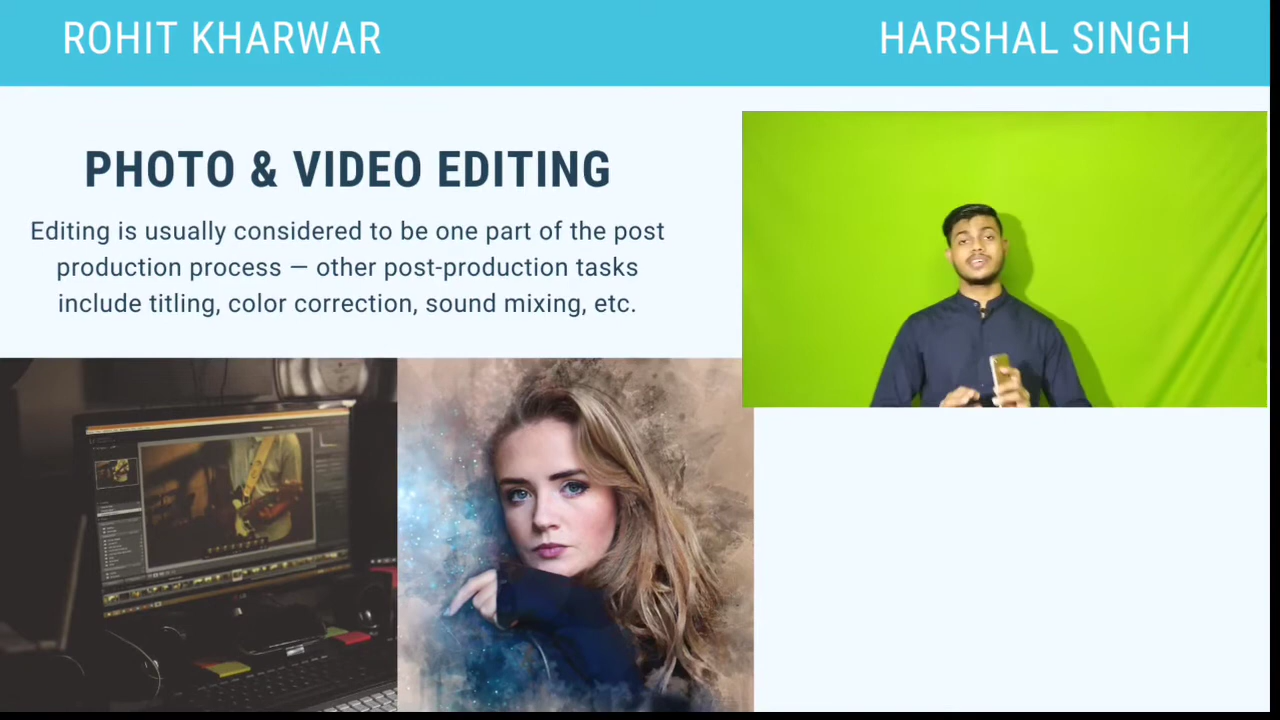 ROHIT KHARWAR
HARSHAL SINGH
PHOTO & VIDEO EDITING
Editing is usually considered to be one part of the post
production process — other post-production tasks
include titling, color correction, sound mixing, etc.